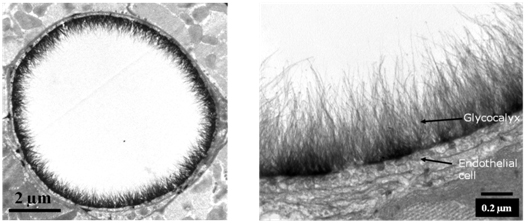 Glycocalyx
Endothelial
cell
2 µm
0.2 µm